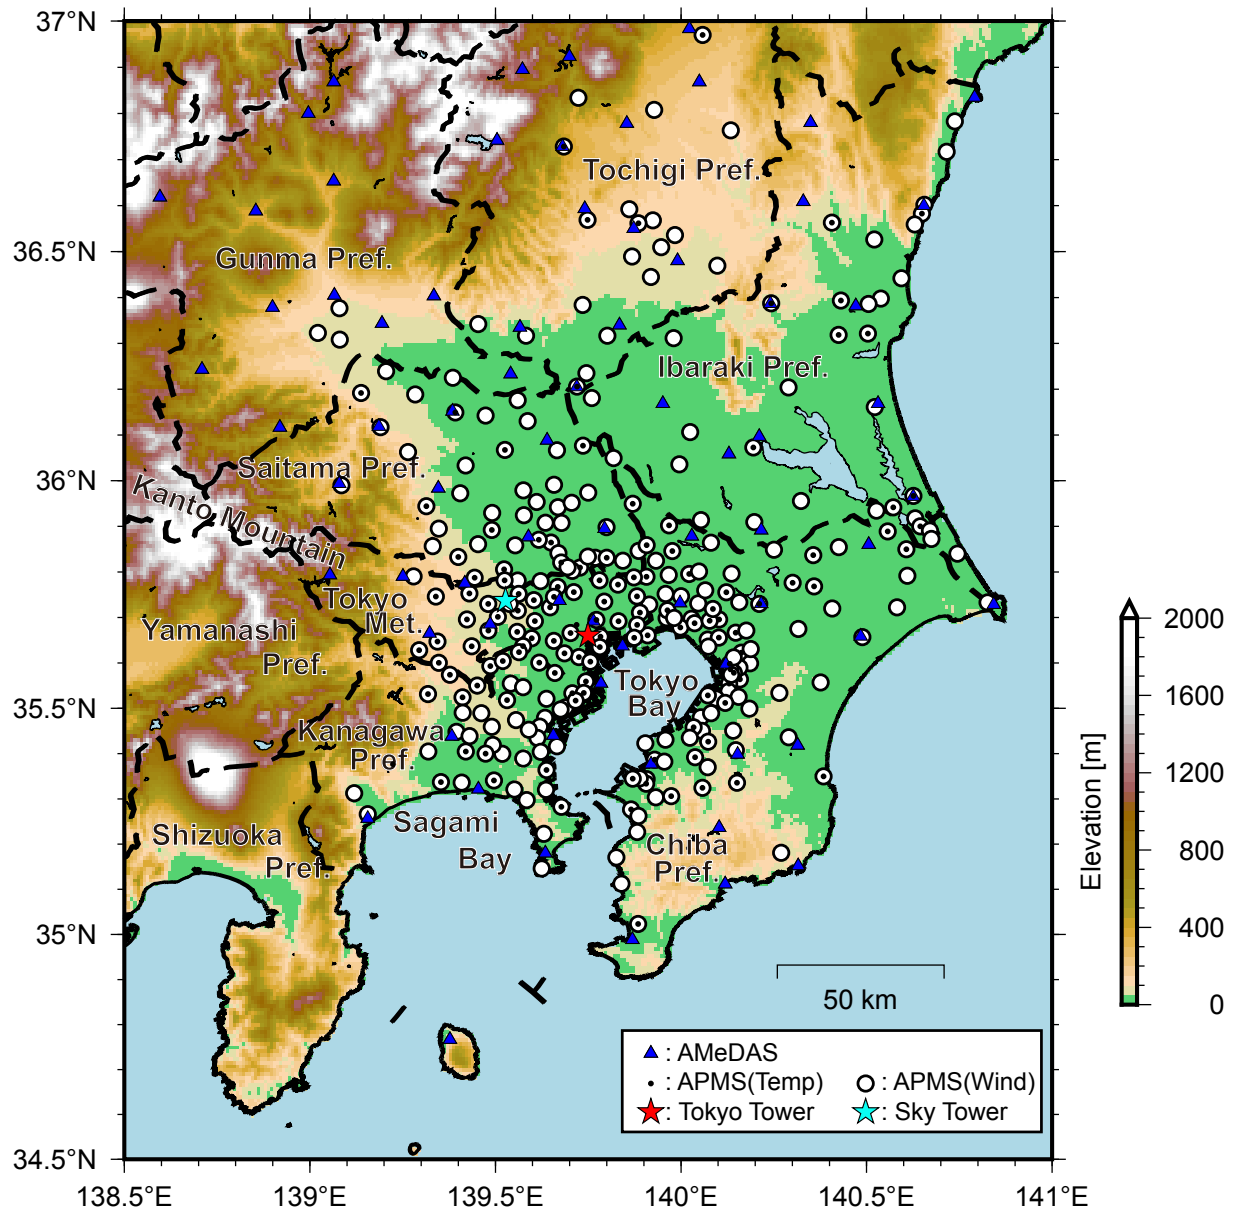 37°N
36.5°N
36°N
35.5°N
35°N
34.5°N
138.5°E
139°E
139.5°E
140°E
140.5°E
141°E
Tochigi Pref.
Gunma Pref.
Ibaraki Pref.
Saitama Pref.
Kanto Mountain
Tokyo
Met.
Yamanashi
Pref.
Tokyo
Bay
Kanagawa
Pref.
Shizuoka
Pref.
Sagami
Bay
Chiba
Pref.
50 km
: AMeDAS
: APMS(Temp)
: APMS(Wind)
: Tokyo Tower
: Sky Tower
Elevation [m]
2000
1600
1200
800
400
0